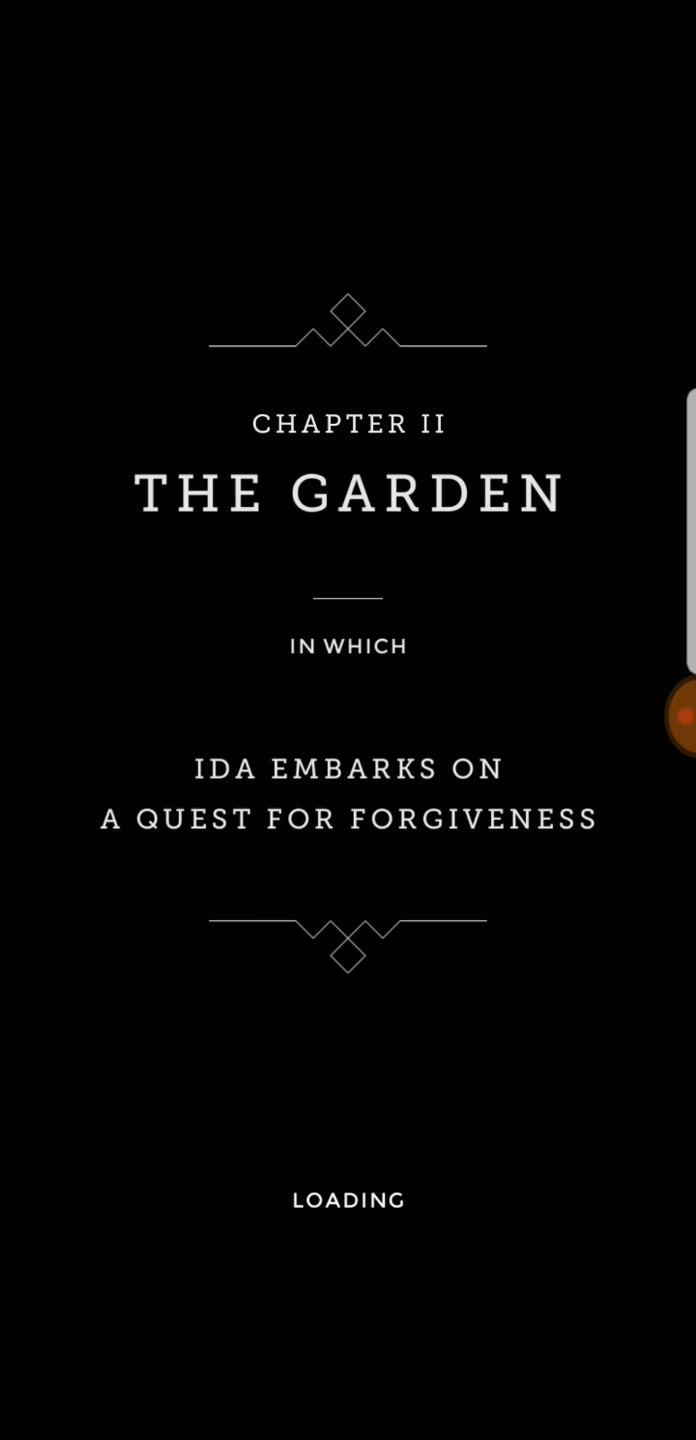 CHAPTER II
THE GARDEN
IN WHICH
IDA EMBARKS ON
A QUEST FOR FORGIVENESS
LOADING